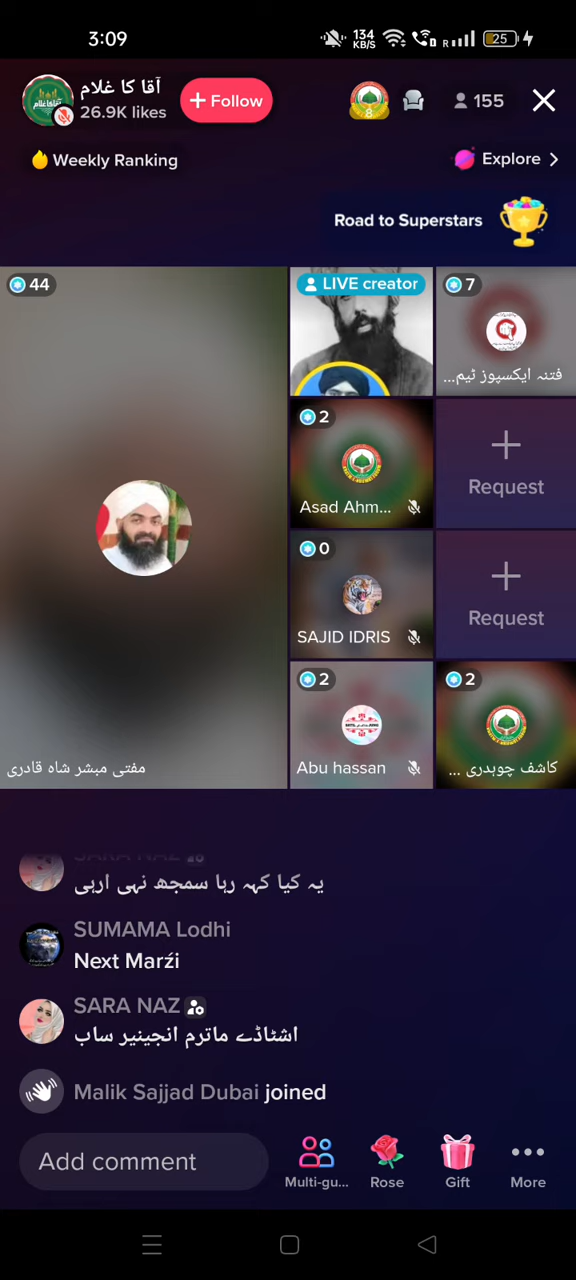 3:09
134
KB/S
R
25
آقا کا غلام
26.9K likes
+ Follow
8
155
Weekly Ranking
Explore
Road to Superstars
44
LIVE creator
7
فتنہ ایکسپوز ٹیم...
2
Asad Ahm...
Request
0
SAJID IDRIS
Request
2
Abu hassan
2
کاشف چوہدری ...
مفتی مبشر شاہ قادری
SARA NAZ
یہ کیا کہہ رہا سمجھ نہی ارہی
SUMAMA Lodhi
Next Marźi
SARA NAZ
اشٹاڈے ماترم انجینیر ساب
Malik Sajjad Dubai joined
Add comment
Multi-gu...
Rose
Gift
More